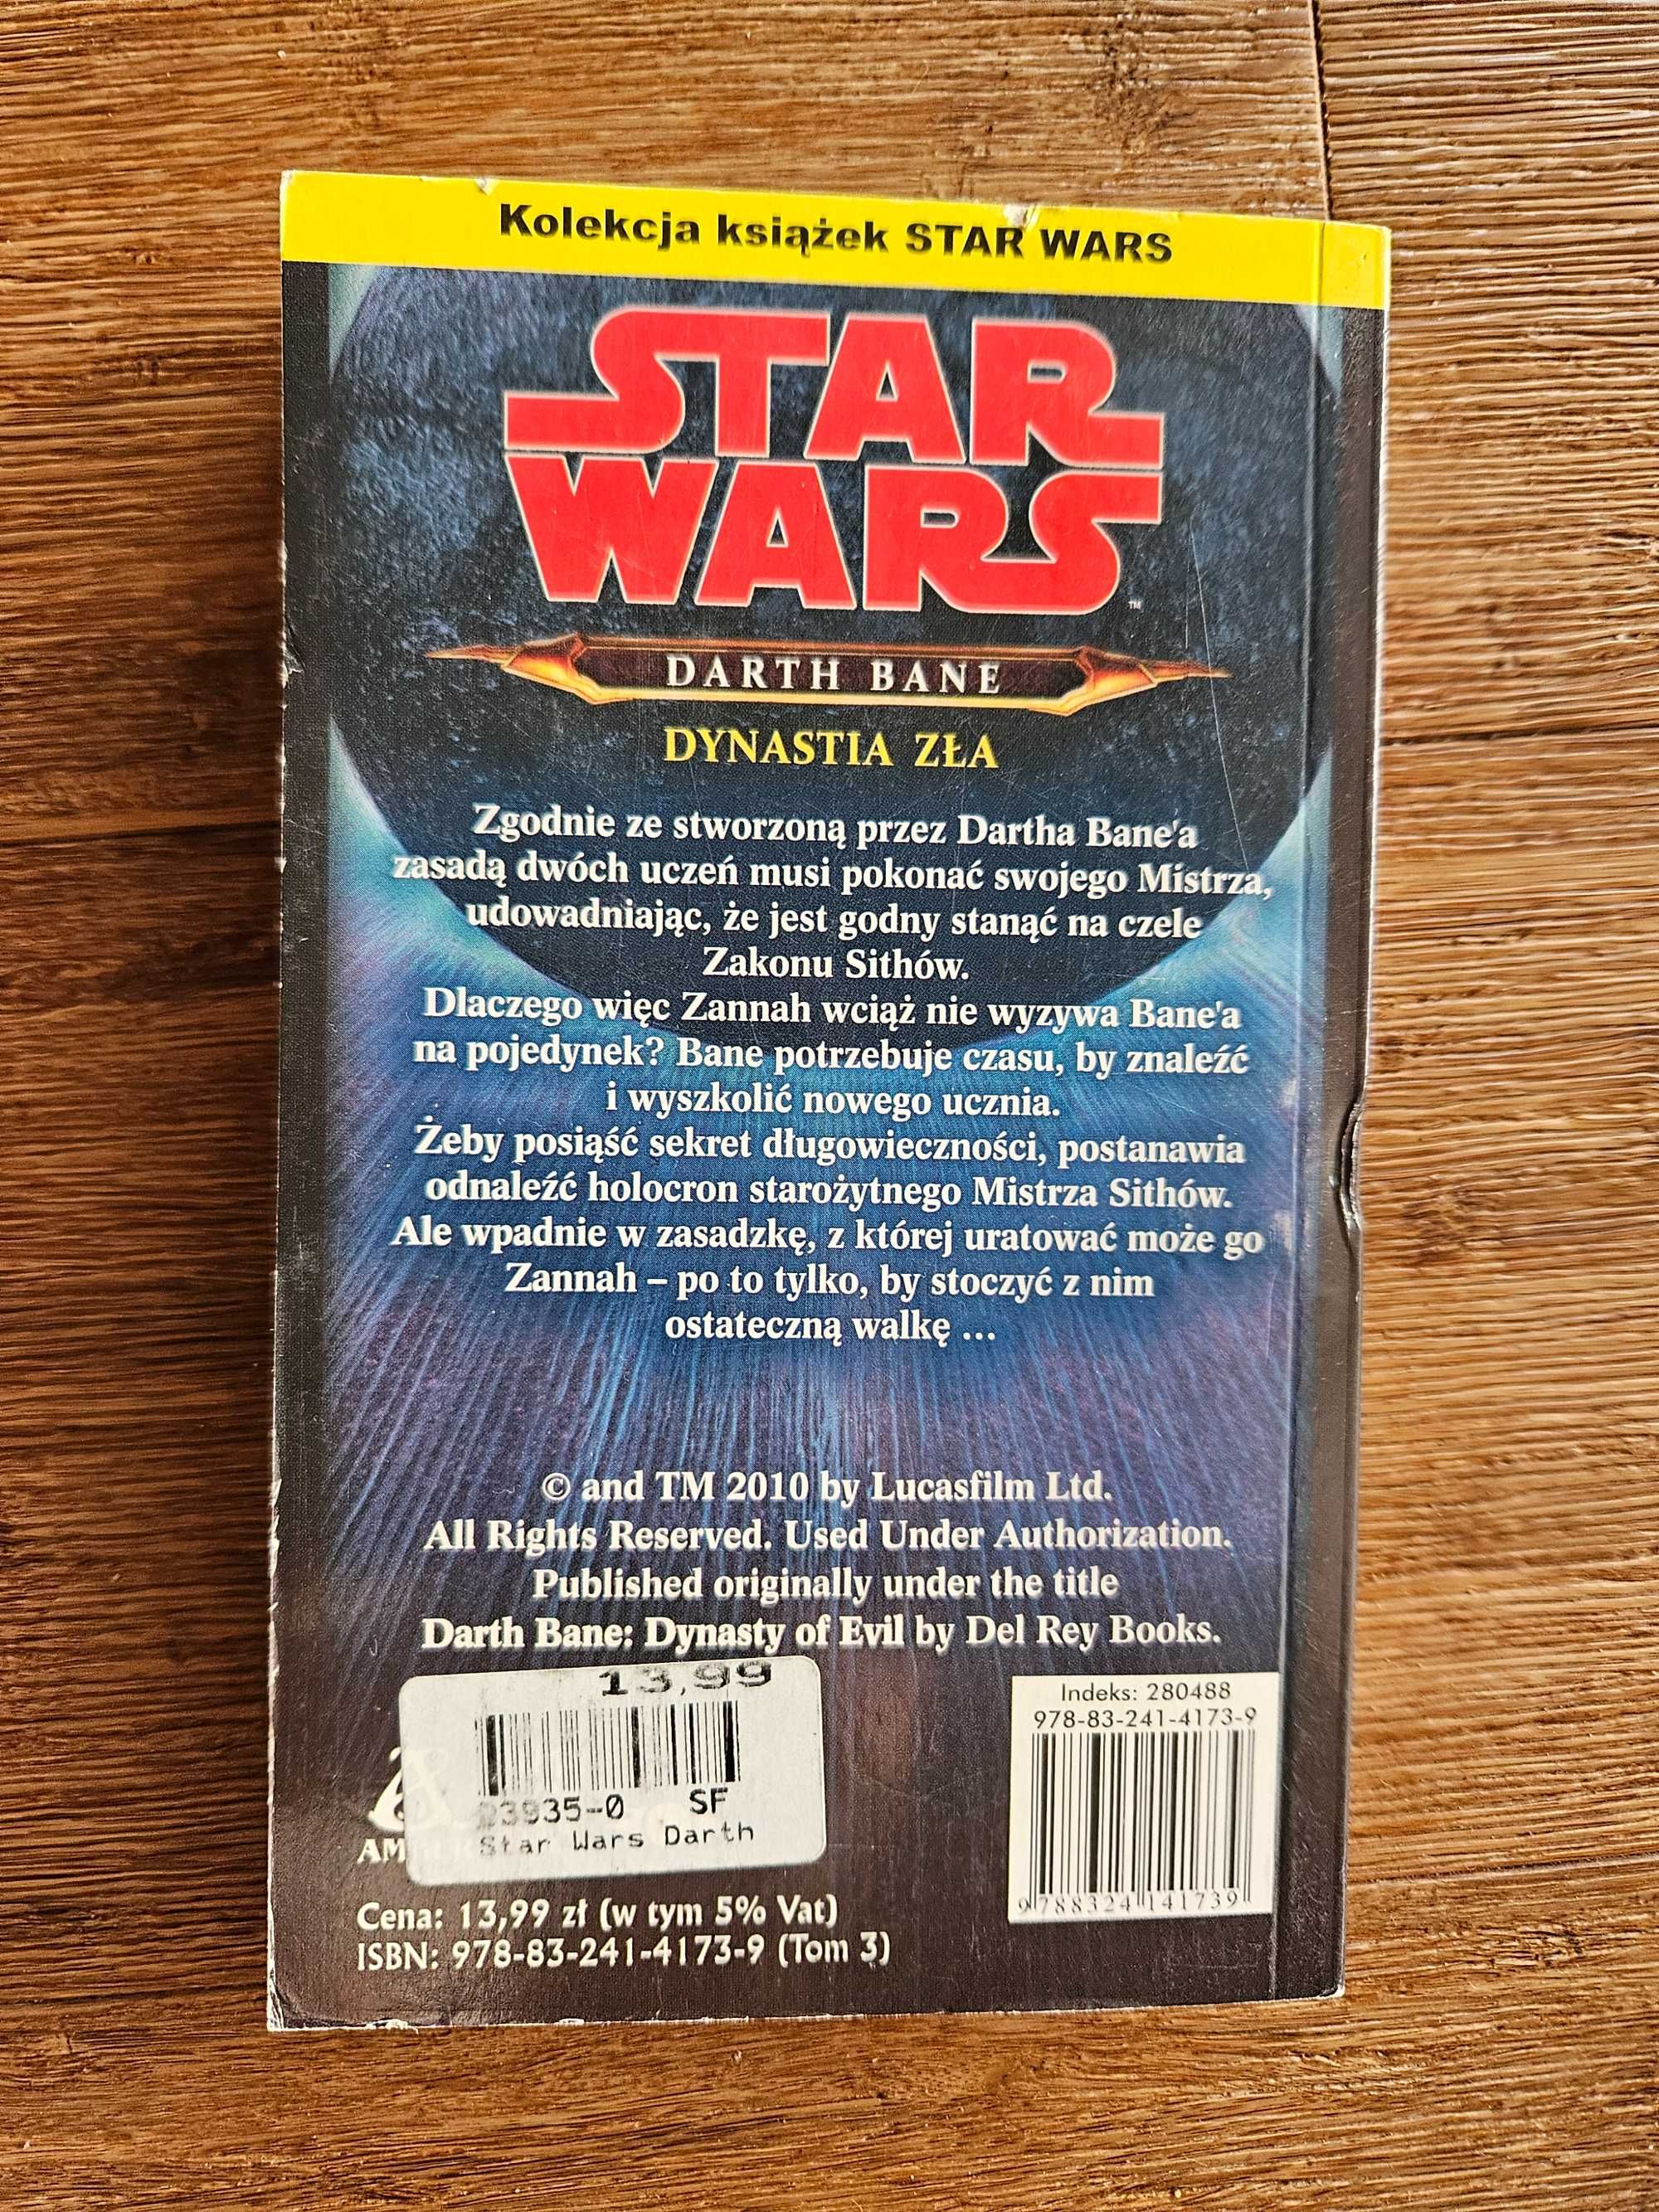 Kolekcja książek STAR WARS
STAR
WARS
TM
DARTH BANE
DYNASTIA ZŁA
Zgodnie ze stworzoną przez Dartha Bane'a
zasadą dwóch uczeń musi pokonać swojego Mistrza,
udowadniając, że jest godny stanąć na czele
Zakonu Sithów.
Dlaczego więc Zannah wciąż nie wyzywa Bane'a
na pojedynek? Bane potrzebuje czasu, by znaleźć
i wyszkolić nowego ucznia.
Żeby posiąść sekret długowieczności, postanawia
odnaleźć holocron starożytnego Mistrza Sithów.
Ale wpadnie w zasadzkę, z której uratować może go
Zannah – po to tylko, by stoczyć z nim
ostateczną walkę ...
© and TM 2010 by Lucasfilm Ltd.
All Rights Reserved. Used Under Authorization.
Published originally under the title
Darth Bane: Dynasty of Evil by Del Rey Books.
13,99
SF
Star Wars Darth
Indeks: 280488
978-83-241-4173-9
9 788324 141739
Cena: 13,99 zł (w tym 5% Vat)
ISBN: 978-83-241-4173-9 (Tom 3)